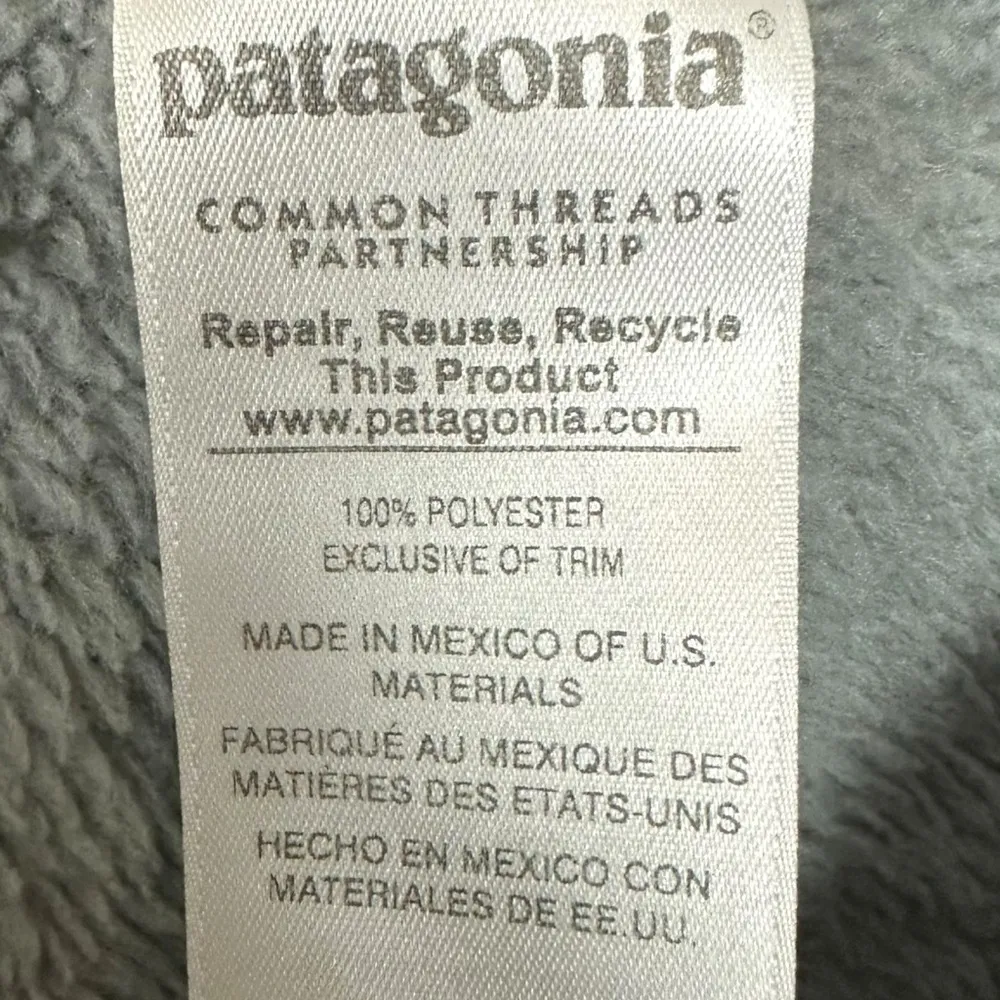 patagonia®
COMMON THREADS
PARTNERSHIP
Repair, Reuse, Recycle
This Product
www.patagonia.com
100% POLYESTER
EXCLUSIVE OF TRIM
MADE IN MEXICO OF U.S.
MATERIALS
FABRIQUÉ AU MEXIQUE DES
MATIÈRES DES ETATS-UNIS
HECHO EN MEXICO CON
MATERIALES DE EE.UU.